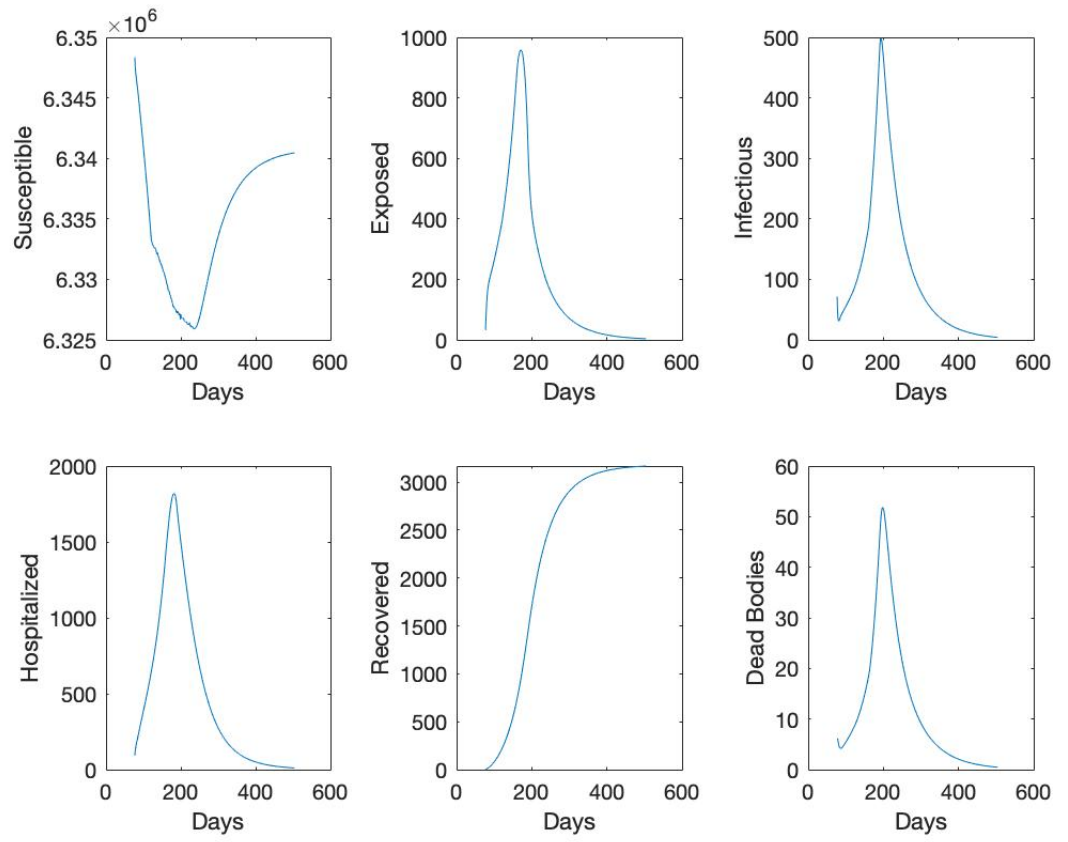 ×10^6
Susceptible
6.35
6.345
6.34
6.335
6.33
6.325
0 200 400 600
Days
Exposed
1000
800
600
400
200
0
0 200 400 600
Days
Infectious
500
400
300
200
100
0
0 200 400 600
Days
Hospitalized
2000
1500
1000
500
0
0 200 400 600
Days
Recovered
3000
2500
2000
1500
1000
500
0
0 200 400 600
Days
Dead Bodies
60
50
40
30
20
10
0
0 200 400 600
Days